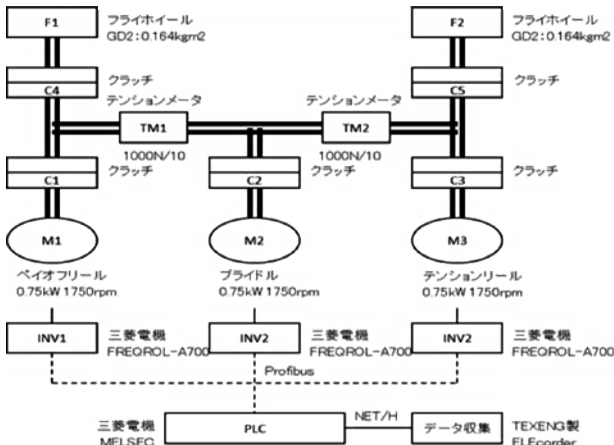 F1
フライホイール
GD2:0.164kgm2
F2
フライホイール
GD2:0.164kgm2
クラッチ
C4
クラッチ
C5
テンションメータ
テンションメータ
TM1
TM2
1000N/10
1000N/10
クラッチ
C1
クラッチ
C2
クラッチ
C3
M1
M2
M3
ペイオフリール
0.75kW 1750rpm
ブライドル
0.75kW 1750rpm
テンションリール
0.75kW 1750rpm
INV1
三菱電機
FREQROL-A700
INV2
三菱電機
FREQROL-A700
INV2
三菱電機
FREQROL-A700
Profibus
三菱電機
MELSEC
PLC
NET/H
データ収集
TEXENG製
ELEcorder